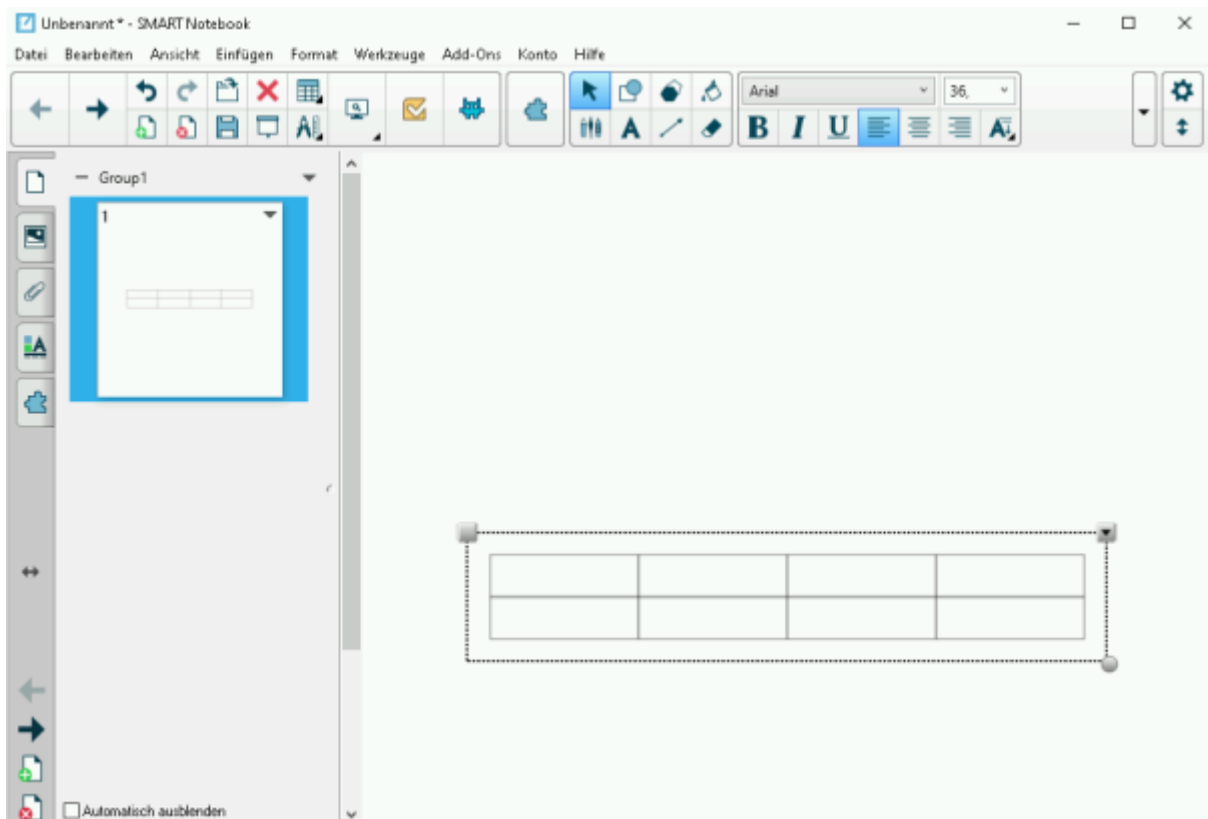 Unbenannt * - SMART Notebook
Datei Bearbeiten Ansicht Einfügen Format Werkzeuge Add-Ons Konto Hilfe
Arial 36,
A B I U A
Group1
1
A
Automatisch ausblenden